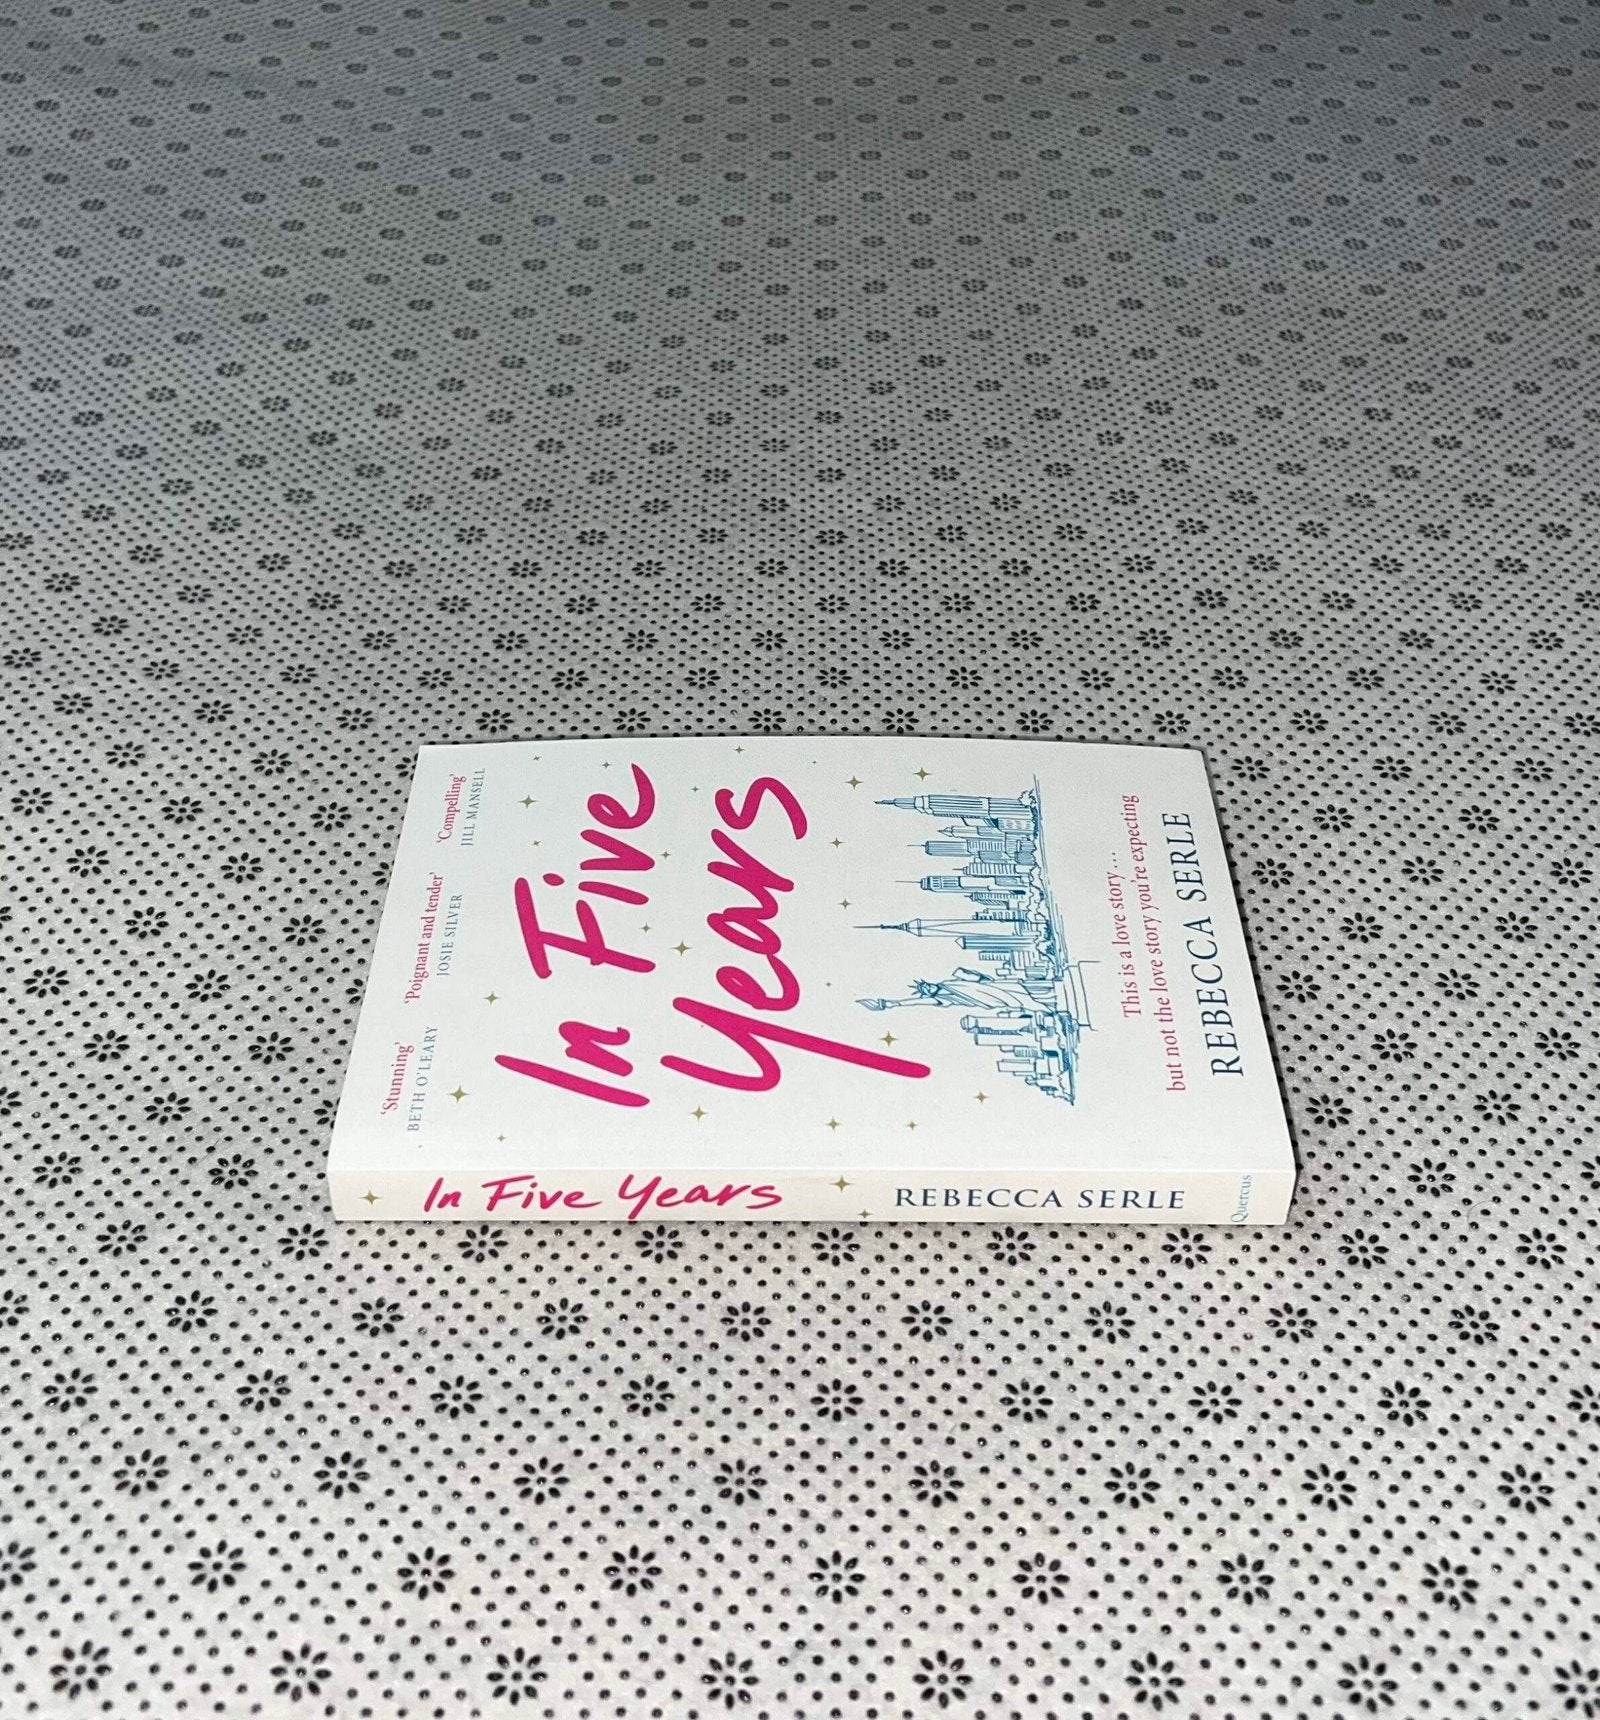 ‘Stunning’
BETH O'LEARY
‘Poignant and tender’
JOSIE SILVER
‘Compelling’
JILL MANSELL
In Five
Years
This is a love story...
but not the love story you're expecting
REBECCA SERLE
In Five Years REBECCA SERLE Quercus